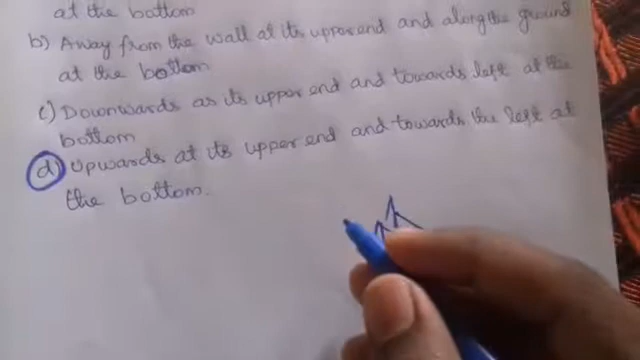 at the bottom
b) Away from the wall at its upper end and along the ground
at the bottom
c) Downwards as its upper end and towards left at the
bottom
d) Upwards at its upper end and towards the left at
the bottom.